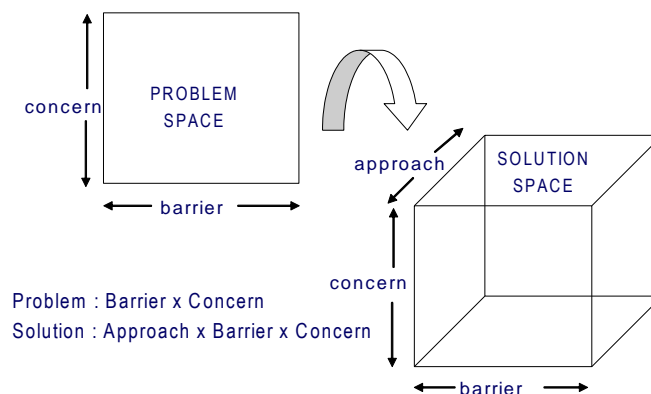 PROBLEM
SPACE
concern
barrier
approach
SOLUTION
SPACE
concern
barrier
Problem : Barrier x Concern
Solution : Approach x Barrier x Concern